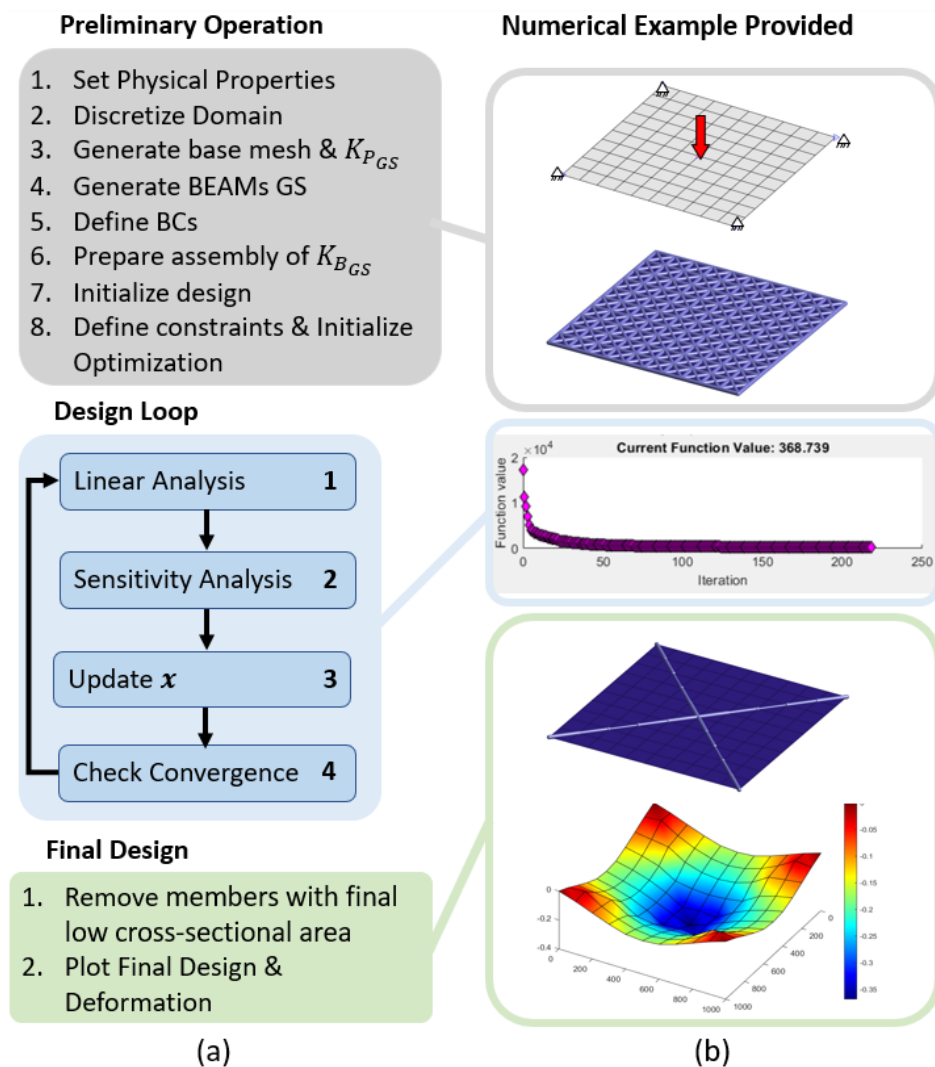 Preliminary Operation
1. Set Physical Properties
2. Discretize Domain
3. Generate base mesh & K_{P_{GS}}
4. Generate BEAMs GS
5. Define BCs
6. Prepare assembly of K_{B_{GS}}
7. Initialize design
8. Define constraints & Initialize
Optimization
Design Loop
Linear Analysis 1
Sensitivity Analysis 2
Update x 3
Check Convergence 4
Final Design
1. Remove members with final
low cross-sectional area
2. Plot Final Design &
Deformation
(a)
Numerical Example Provided
Current Function Value: 368.739
×10^4
2
1
0
Function value
0 50 100 150 200 250
Iteration
0
-0.2
-0.4
0 200 400 600 800 1000
0
200
400
600
800
1000
-0.05
-0.1
-0.15
-0.2
-0.25
-0.3
-0.35
(b)